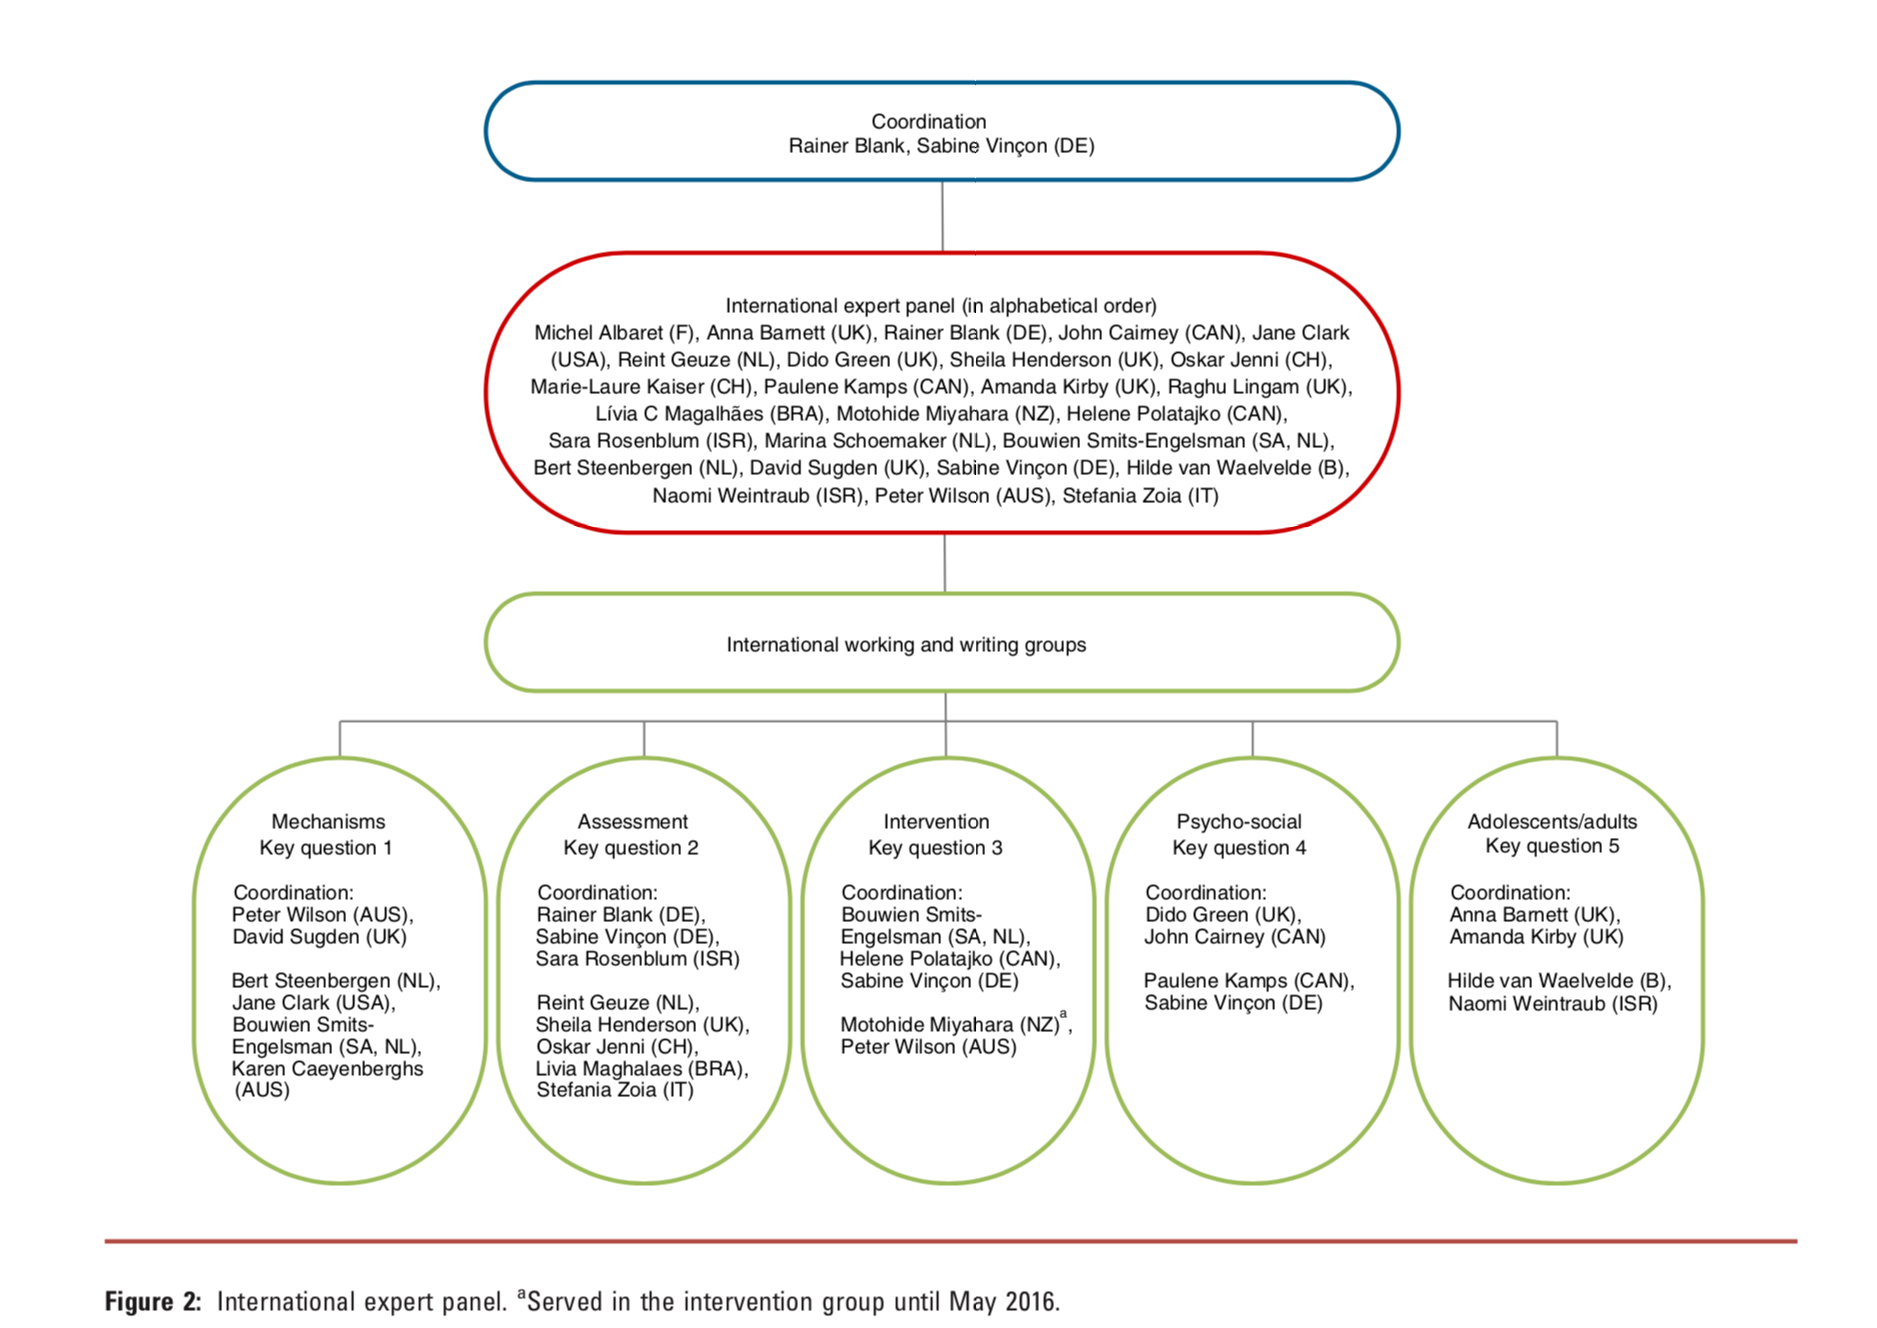 Coordination
Rainer Blank, Sabine Vinçon (DE)
International expert panel (in alphabetical order)
Michel Albaret (F), Anna Barnett (UK), Rainer Blank (DE), John Cairney (CAN), Jane Clark
(USA), Reint Geuze (NL), Dido Green (UK), Sheila Henderson (UK), Oskar Jenni (CH),
Marie-Laure Kaiser (CH), Paulene Kamps (CAN), Amanda Kirby (UK), Raghu Lingam (UK),
Lívia C Magalhães (BRA), Motohide Miyahara (NZ), Helene Polatajko (CAN),
Sara Rosenblum (ISR), Marina Schoemaker (NL), Bouwien Smits-Engelsman (SA, NL),
Bert Steenbergen (NL), David Sugden (UK), Sabine Vinçon (DE), Hilde van Waelvelde (B),
Naomi Weintraub (ISR), Peter Wilson (AUS), Stefania Zoia (IT)
International working and writing groups
Mechanisms
Key question 1
Coordination:
Peter Wilson (AUS),
David Sugden (UK)
Bert Steenbergen (NL),
Jane Clark (USA),
Bouwien Smits-
Engelsman (SA, NL),
Karen Caeyenberghs
(AUS)
Assessment
Key question 2
Coordination:
Rainer Blank (DE),
Sabine Vinçon (DE),
Sara Rosenblum (ISR)
Reint Geuze (NL),
Sheila Henderson (UK),
Oskar Jenni (CH),
Livia Maghalaes (BRA),
Stefania Zoia (IT)
Intervention
Key question 3
Coordination:
Bouwien Smits-
Engelsman (SA, NL),
Helene Polatajko (CAN),
Sabine Vinçon (DE)
Motohide Miyahara (NZ)ᵃ,
Peter Wilson (AUS)
Psycho-social
Key question 4
Coordination:
Dido Green (UK),
John Cairney (CAN)
Paulene Kamps (CAN),
Sabine Vinçon (DE)
Adolescents/adults
Key question 5
Coordination:
Anna Barnett (UK),
Amanda Kirby (UK)
Hilde van Waelvelde (B),
Naomi Weintraub (ISR)
Figure 2: International expert panel. ᵃServed in the intervention group until May 2016.